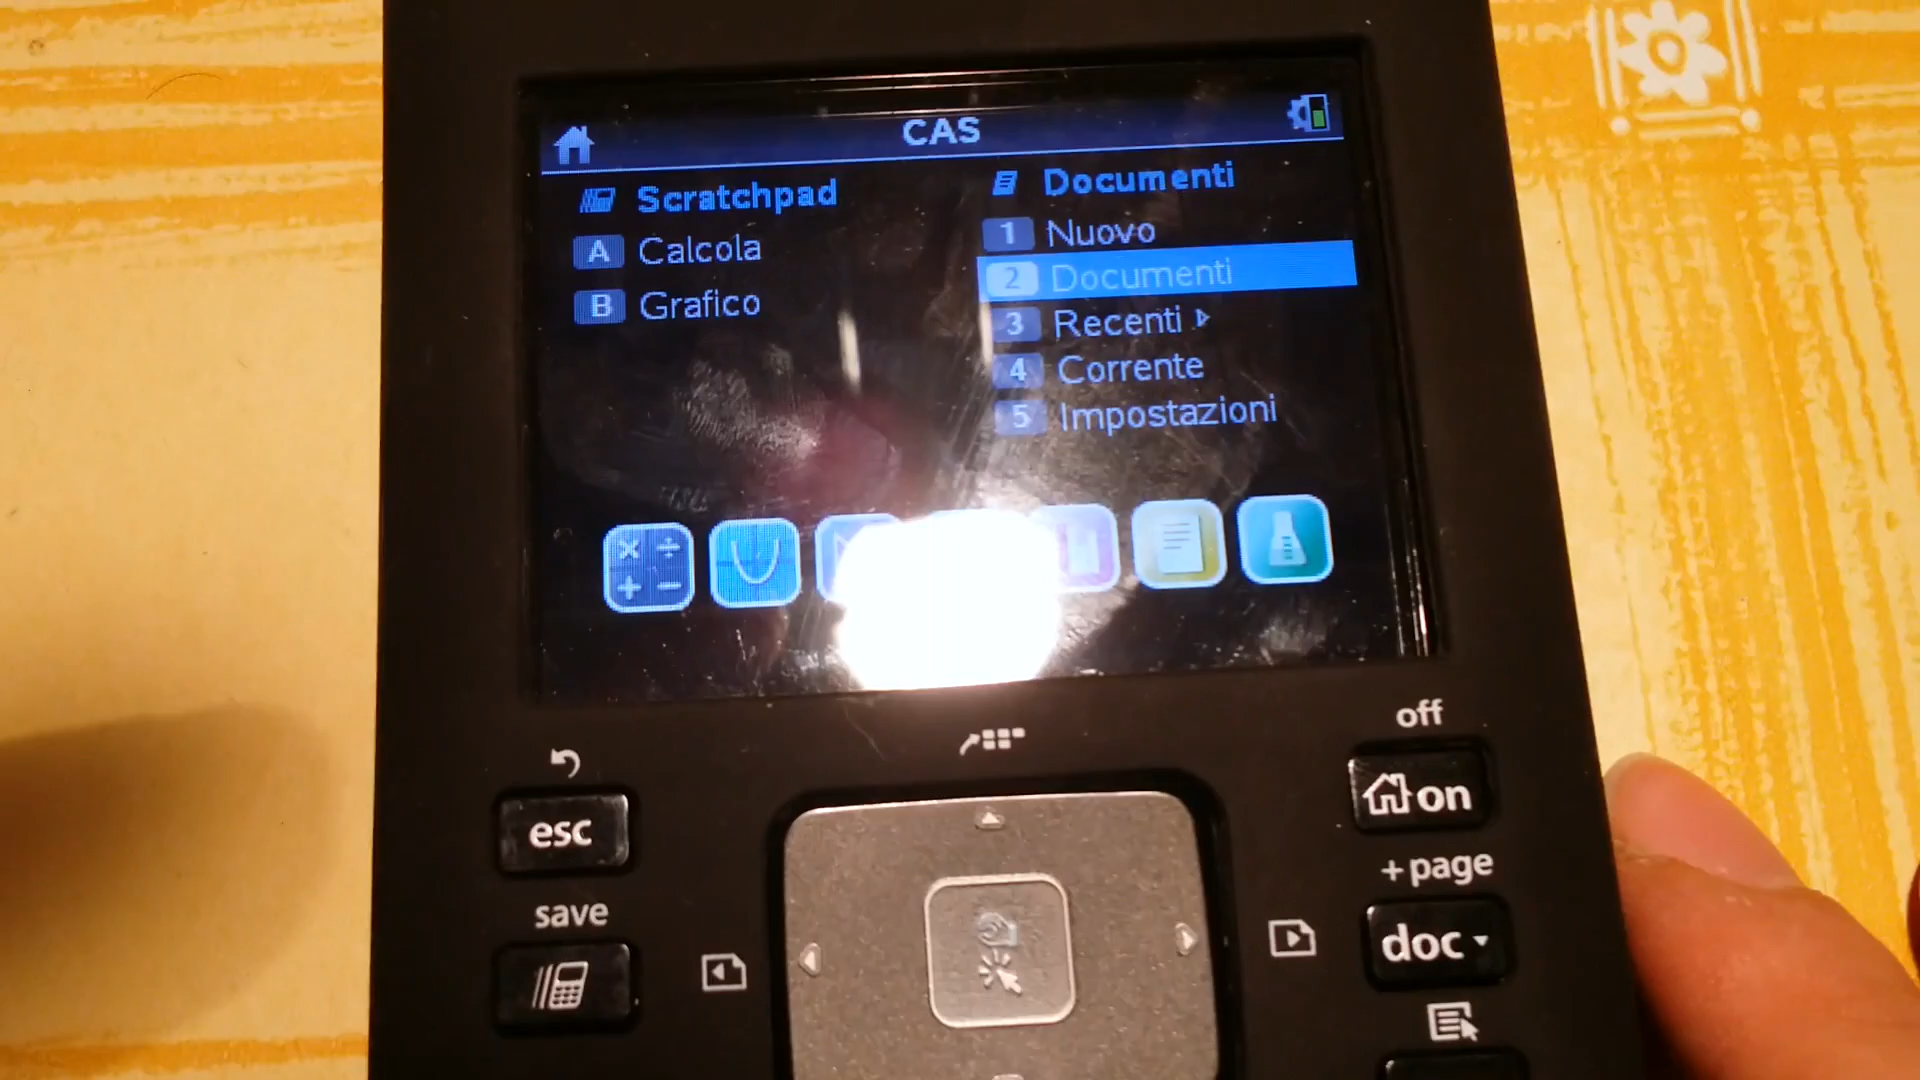 CAS
Scratchpad
A Calcola
B Grafico
Documenti
1 Nuovo
2 Documenti
3 Recenti
4 Corrente
5 Impostazioni
off
esc
on
+page
save
doc